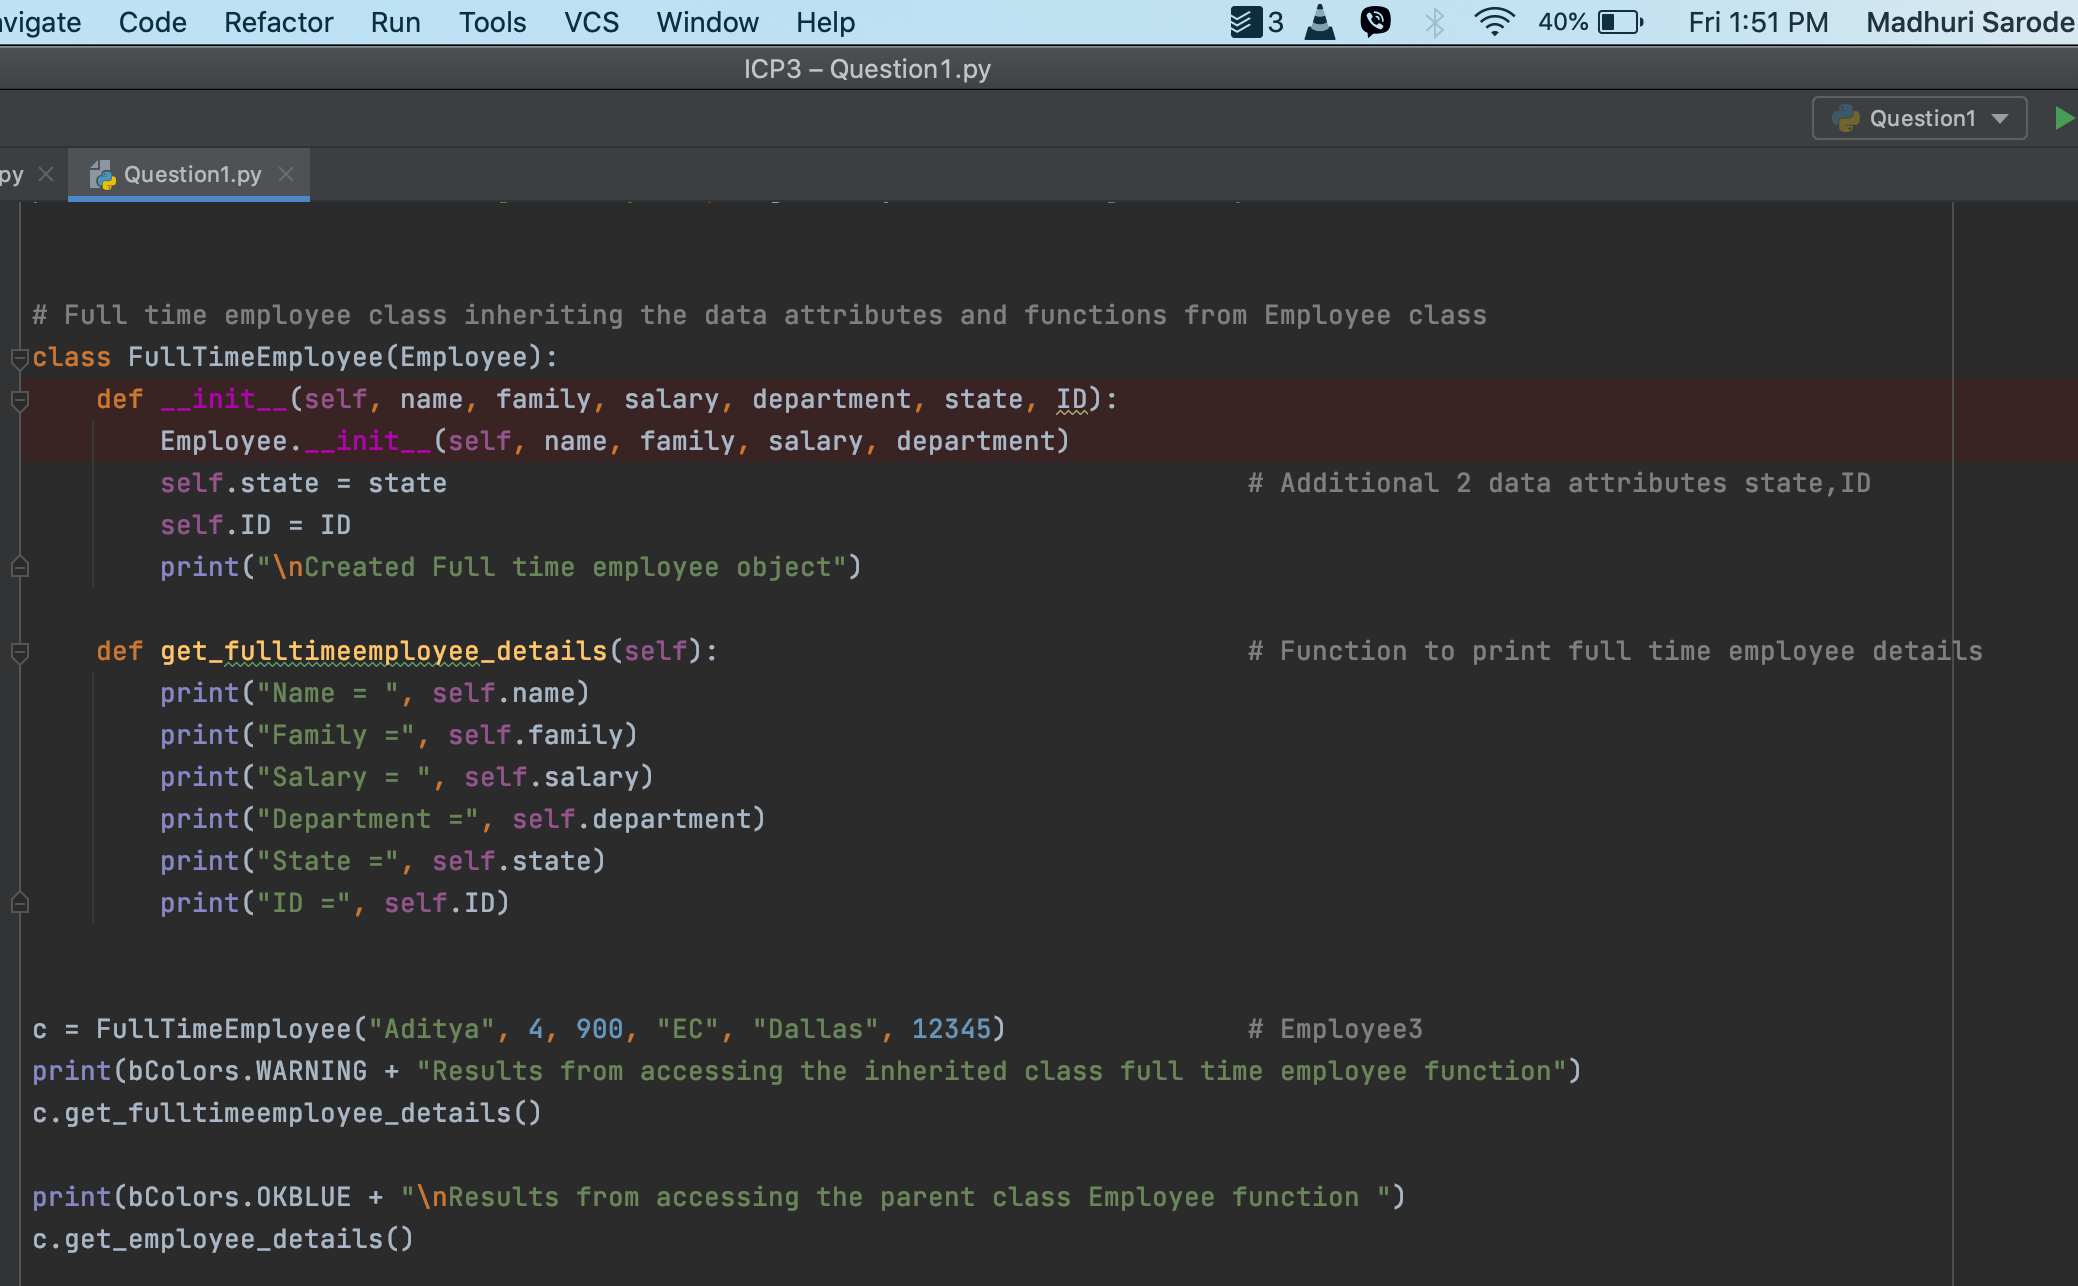 Code Refactor Run Tools VCS Window Help 3 40% Fri 1:51 PM Madhuri Sarode
ICP3 – Question1.py
Question1
py Question1.py
# Full time employee class inheriting the data attributes and functions from Employee class
class FullTimeEmployee(Employee):
def __init__(self, name, family, salary, department, state, ID):
Employee.__init__(self, name, family, salary, department)
self.state = state # Additional 2 data attributes state,ID
self.ID = ID
print("\nCreated Full time employee object")
def get_fulltimeemployee_details(self): # Function to print full time employee details
print("Name = ", self.name)
print("Family =", self.family)
print("Salary = ", self.salary)
print("Department =", self.department)
print("State =", self.state)
print("ID =", self.ID)
c = FullTimeEmployee("Aditya", 4, 900, "EC", "Dallas", 12345) # Employee3
print(bColors.WARNING + "Results from accessing the inherited class full time employee function")
c.get_fulltimeemployee_details()
print(bColors.OKBLUE + "\nResults from accessing the parent class Employee function ")
c.get_employee_details()